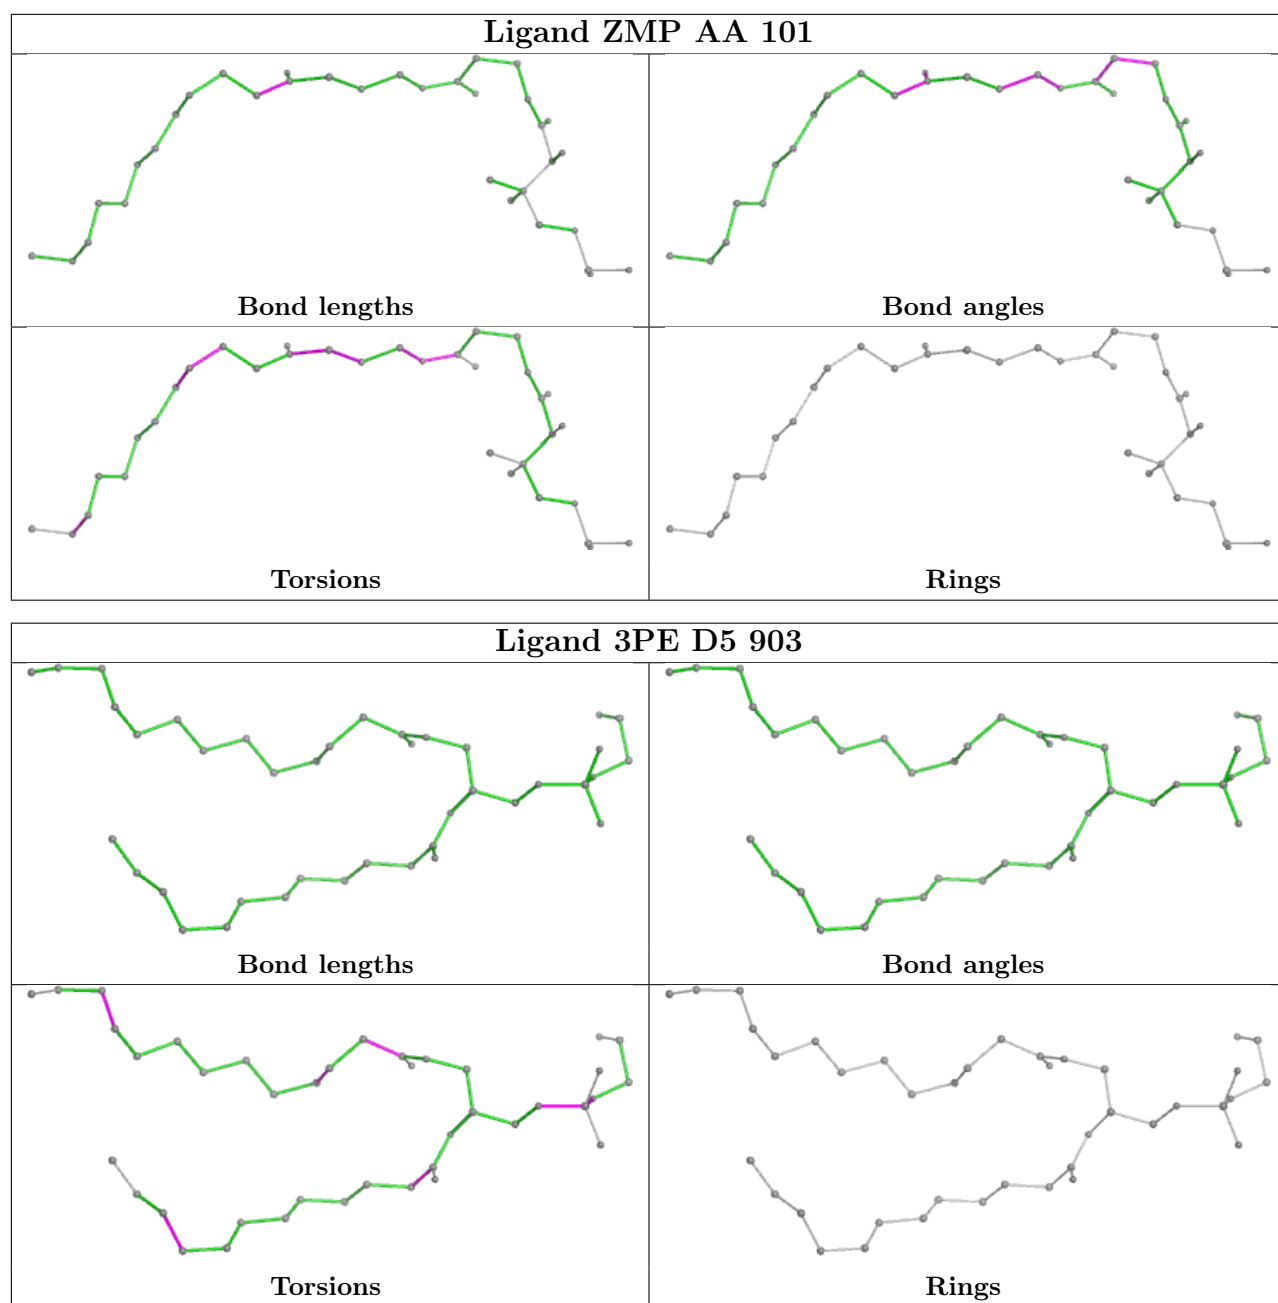 Ligand ZMP AA 101
Bond lengths
Bond angles
Torsions
Rings
Ligand 3PE D5 903
Bond lengths
Bond angles
Torsions
Rings